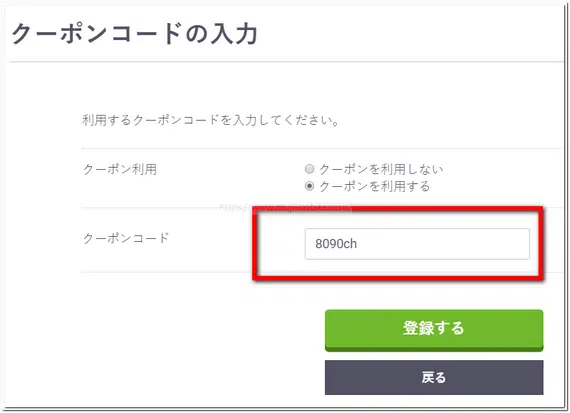 クーポンコードの入力
利用するクーポンコードを入力してください。
クーポン利用
クーポンを利用しない
クーポンを利用する
クーポンコード
8090ch
登録する
戻る